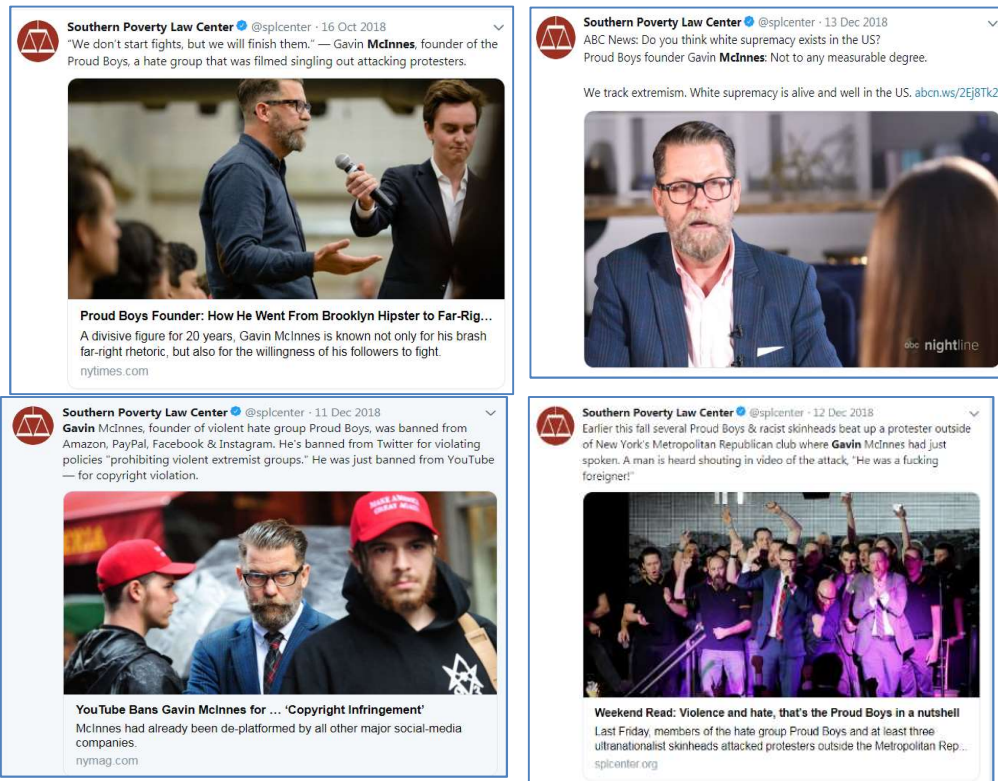 Southern Poverty Law Center @splcenter · 16 Oct 2018
"We don't start fights, but we will finish them." — Gavin McInnes, founder of the
Proud Boys, a hate group that was filmed singling out attacking protesters.
Proud Boys Founder: How He Went From Brooklyn Hipster to Far-Rig...
A divisive figure for 20 years, Gavin McInnes is known not only for his brash
far-right rhetoric, but also for the willingness of his followers to fight.
nytimes.com
Southern Poverty Law Center @splcenter · 13 Dec 2018
ABC News: Do you think white supremacy exists in the US?
Proud Boys founder Gavin McInnes: Not to any measurable degree.
We track extremism. White supremacy is alive and well in the US. abcn.ws/2Ej8Tk2
abc nightline
Southern Poverty Law Center @splcenter · 11 Dec 2018
Gavin McInnes, founder of violent hate group Proud Boys, was banned from
Amazon, PayPal, Facebook & Instagram. He's banned from Twitter for violating
policies "prohibiting violent extremist groups." He was just banned from YouTube
— for copyright violation.
MAKE AMERICA
GREAT AGAIN
YouTube Bans Gavin McInnes for ... 'Copyright Infringement'
McInnes had already been de-platformed by all other major social-media
companies.
nymag.com
Southern Poverty Law Center @splcenter · 12 Dec 2018
Earlier this fall several Proud Boys & racist skinheads beat up a protester outside
of New York's Metropolitan Republican club where Gavin McInnes had just
spoken. A man is heard shouting in video of the attack, "He was a fucking
foreigner!"
Weekend Read: Violence and hate, that's the Proud Boys in a nutshell
Last Friday, members of the hate group Proud Boys and at least three
ultranationalist skinheads attacked protesters outside the Metropolitan Rep...
splcenter.org